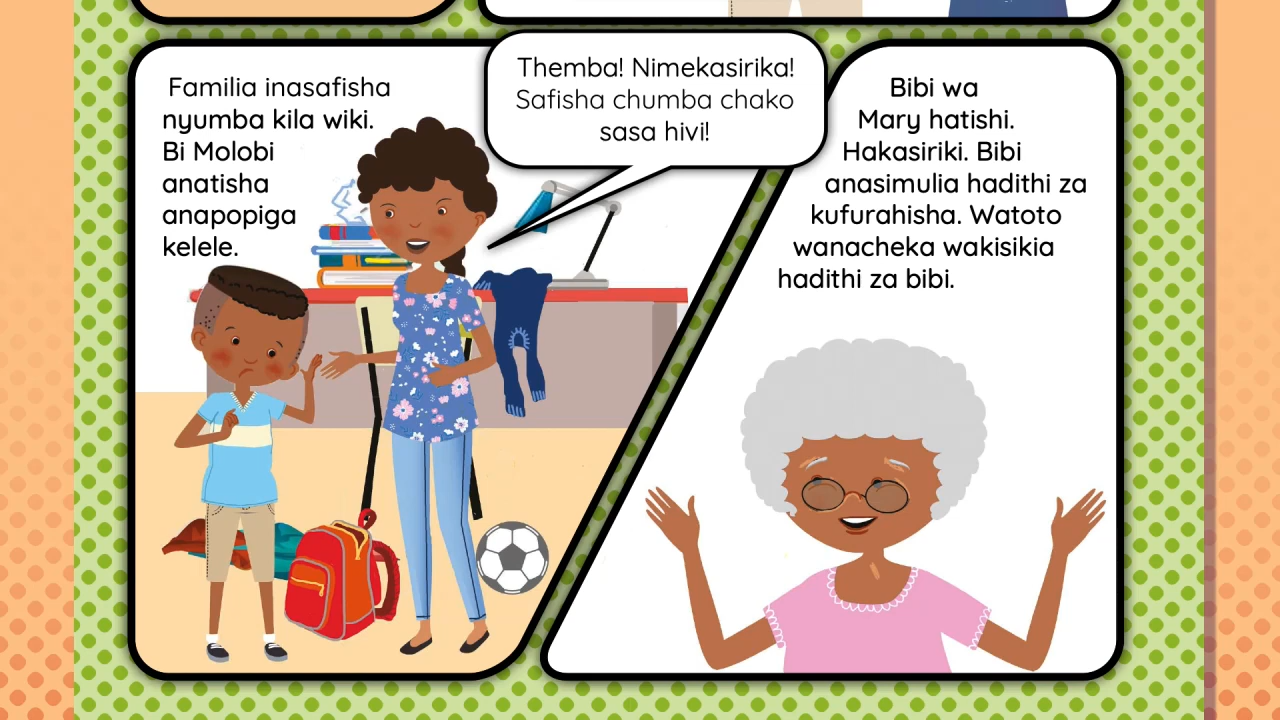 Familia inasafisha
nyumba kila wiki.
Bi Molobi
anatisha
anapopiga
kelele.
Themba! Nimekasirika!
Safisha chumba chako
sasa hivi!
Bibi wa
Mary hatishi.
Hakasiriki. Bibi
anasimulia hadithi za
kufurahisha. Watoto
wanacheka wakisikia
hadithi za bibi.